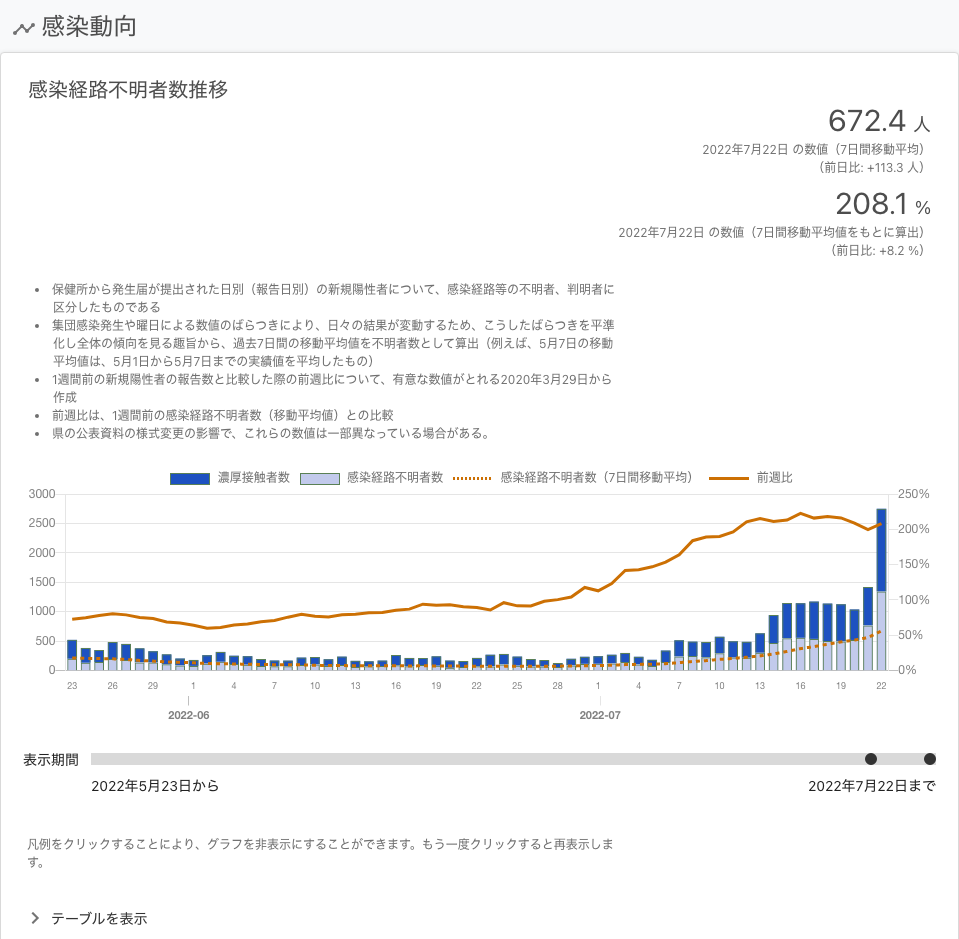 感染動向
感染経路不明者数推移
672.4 人
2022年7月22日 の数値（7日間移動平均）
（前日比: +113.3 人）
208.1 %
2022年7月22日 の数値（7日間移動平均値をもとに算出）
（前日比: +8.2 %）
保健所から発生届が提出された日別（報告日別）の新規陽性者について、感染経路等の不明者、判明者に
区分したものである
集団感染発生や曜日による数値のばらつきにより、日々の結果が変動するため、こうしたばらつきを平準
化し全体の傾向を見る趣旨から、過去7日間の移動平均値を不明者数として算出（例えば、5月7日の移動
平均値は、5月1日から5月7日までの実績値を平均したもの）
1週間前の新規陽性者の報告数と比較した際の前週比について、有意な数値がとれる2020年3月29日から
作成
前週比は、1週間前の感染経路不明者数（移動平均値）との比較
県の公表資料の様式変更の影響で、これらの数値は一部異なっている場合がある。
濃厚接触者数 感染経路不明者数 感染経路不明者数（7日間移動平均） 前週比
3000 250%
2500 200%
2000 150%
1500 100%
1000 50%
500 0%
0
23 26 29 1 4 7 10 13 16 19 22 25 28 1 4 7 10 13 16 19 22
2022-06 2022-07
表示期間
2022年5月23日から 2022年7月22日まで
凡例をクリックすることにより、グラフを非表示にすることができます。もう一度クリックすると再表示しま
す。
テーブルを表示